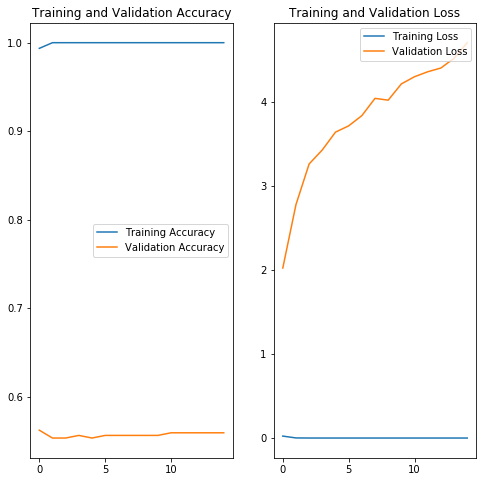 Training and Validation Accuracy
1.0
0.9
0.8
0.7
0.6
0
5
10
Training Accuracy
Validation Accuracy
Training and Validation Loss
4
3
2
1
0
0
5
10
Training Loss
Validation Loss